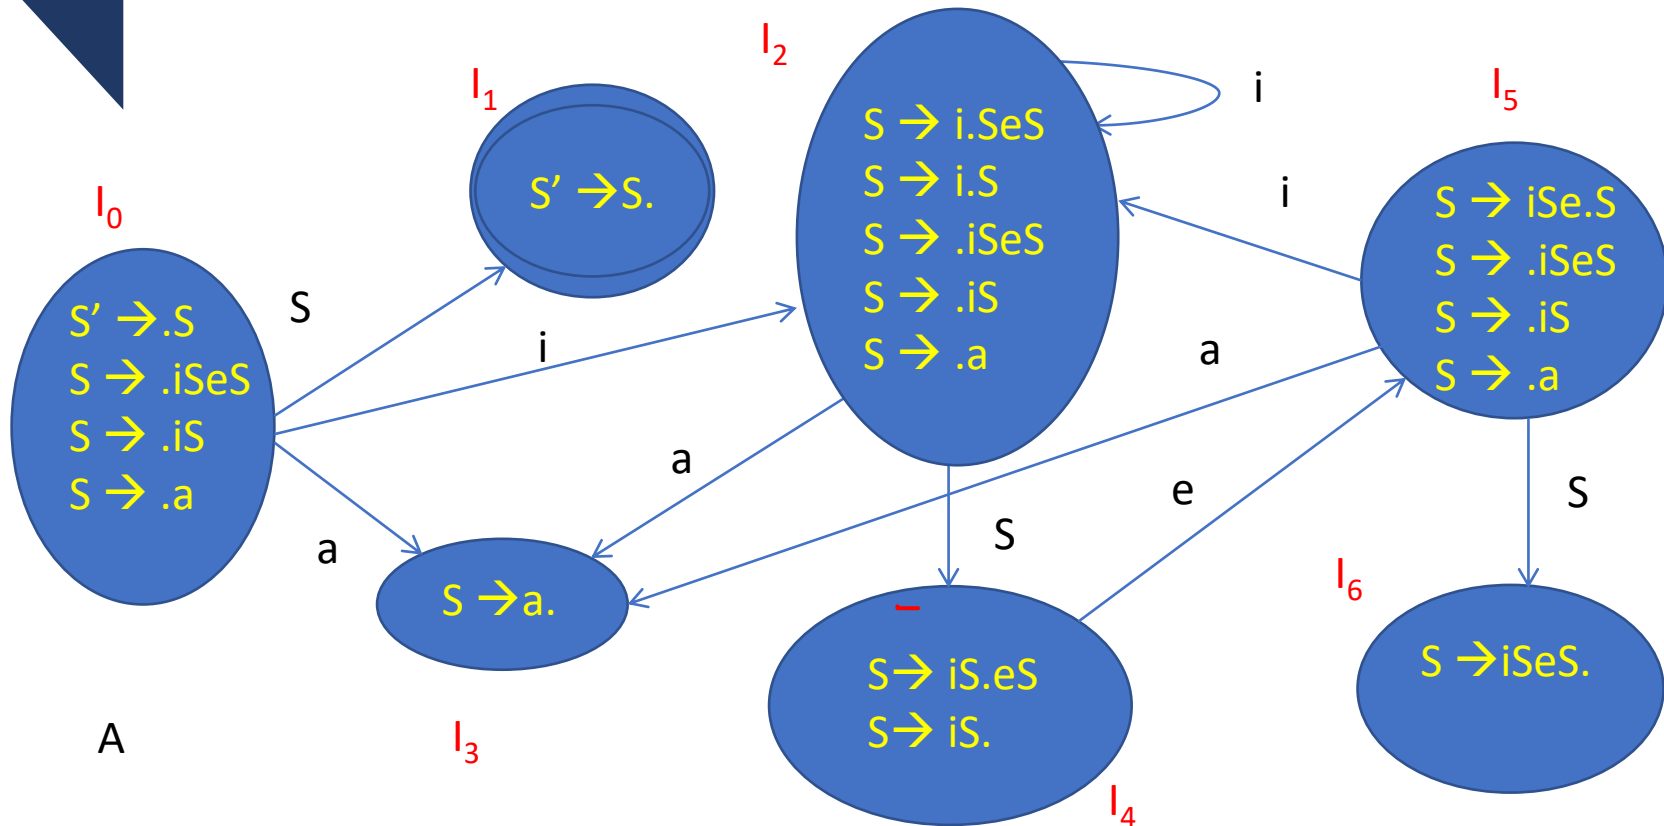 I₀
S’ →.S
S → .iSeS
S → .iS
S → .a
S
i
a
I₁
S’ →S.
I₂
S → i.SeS
S → i.S
S → .iSeS
S → .iS
S → .a
i
a
S
I₃
S →a.
I₄
S→ iS.eS
S→ iS.
e
I₅
S → iSe.S
S → .iSeS
S → .iS
S → .a
i
a
S
I₆
S →iSeS.
A